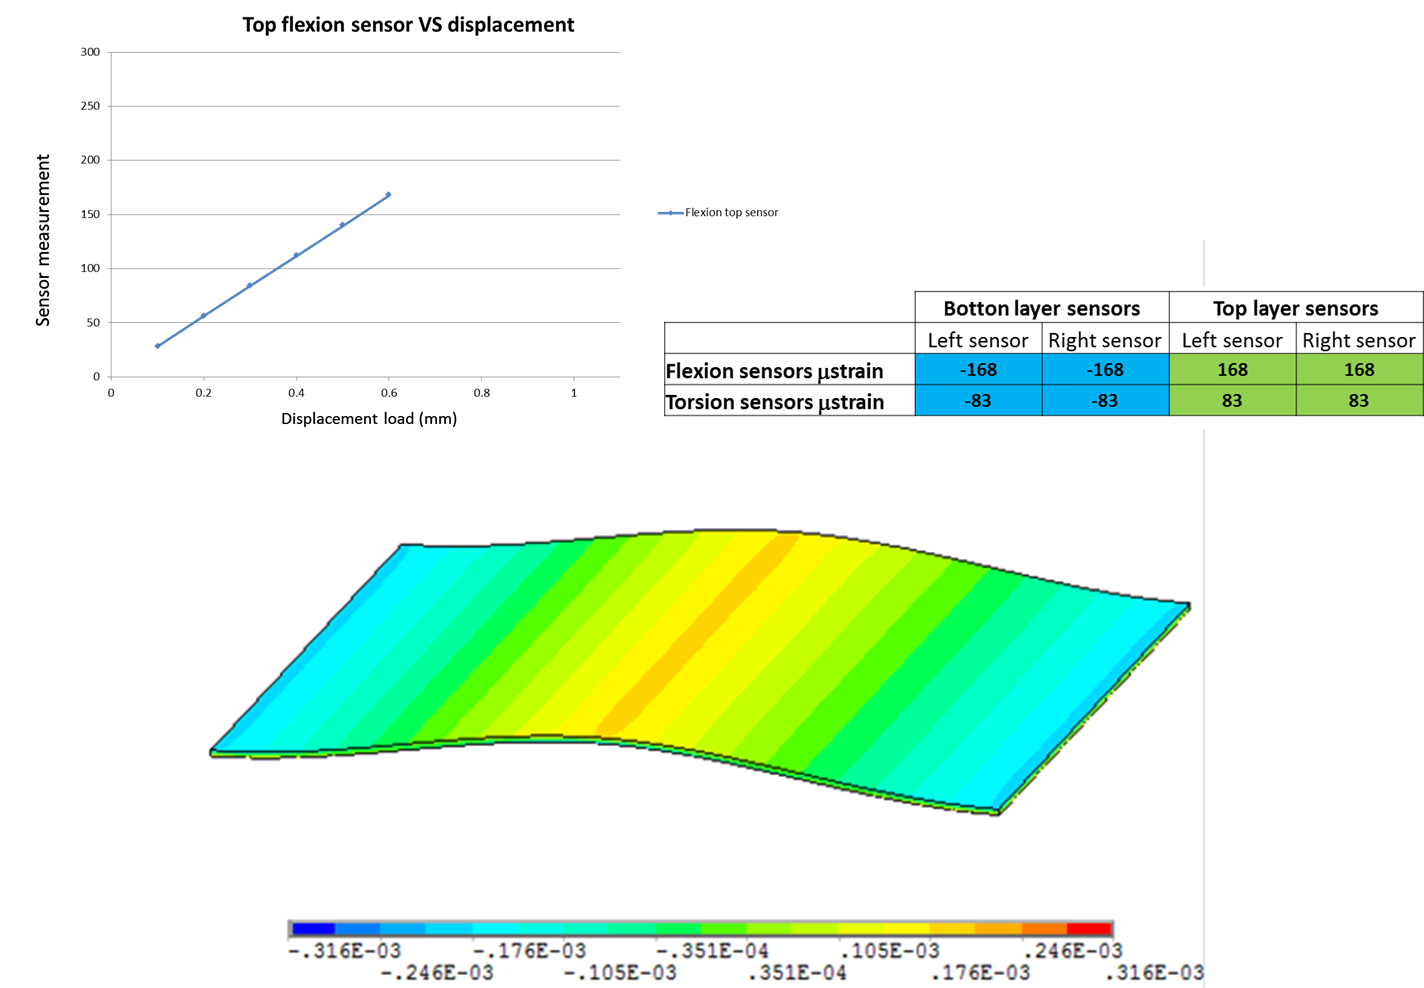 Top flexion sensor VS displacement
300
250
200
150
100
50
0
0 0.2 0.4 0.6 0.8 1
Sensor measurement
Displacement load (mm)
Flexion top sensor
Botton layer sensors Top layer sensors
Left sensor Right sensor Left sensor Right sensor
Flexion sensors μstrain -168 -168 168 168
Torsion sensors μstrain -83 -83 83 83
-.316E-03 -.176E-03 -.351E-04 .105E-03 .246E-03
-.246E-03 -.105E-03 .351E-04 .176E-03 .316E-03